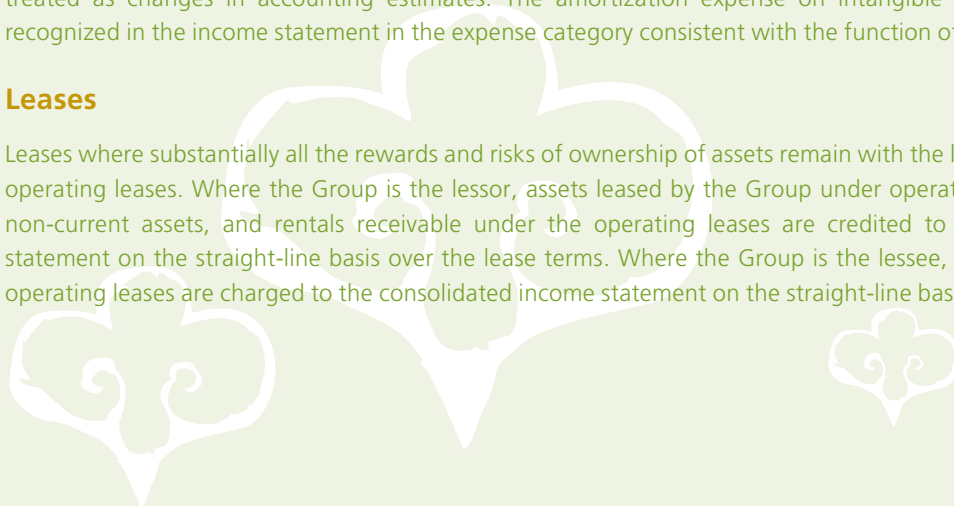 treated as changes in accounting estimates. The amortization expense on intangible
recognized in the income statement in the expense category consistent with the function of
Leases
Leases where substantially all the rewards and risks of ownership of assets remain with the
operating leases. Where the Group is the lessor, assets leased by the Group under
non-current assets, and rentals receivable under the operating leases are credited to
statement on the straight-line basis over the lease terms. Where the Group is the lessee,
operating leases are charged to the consolidated income statement on the straight-line